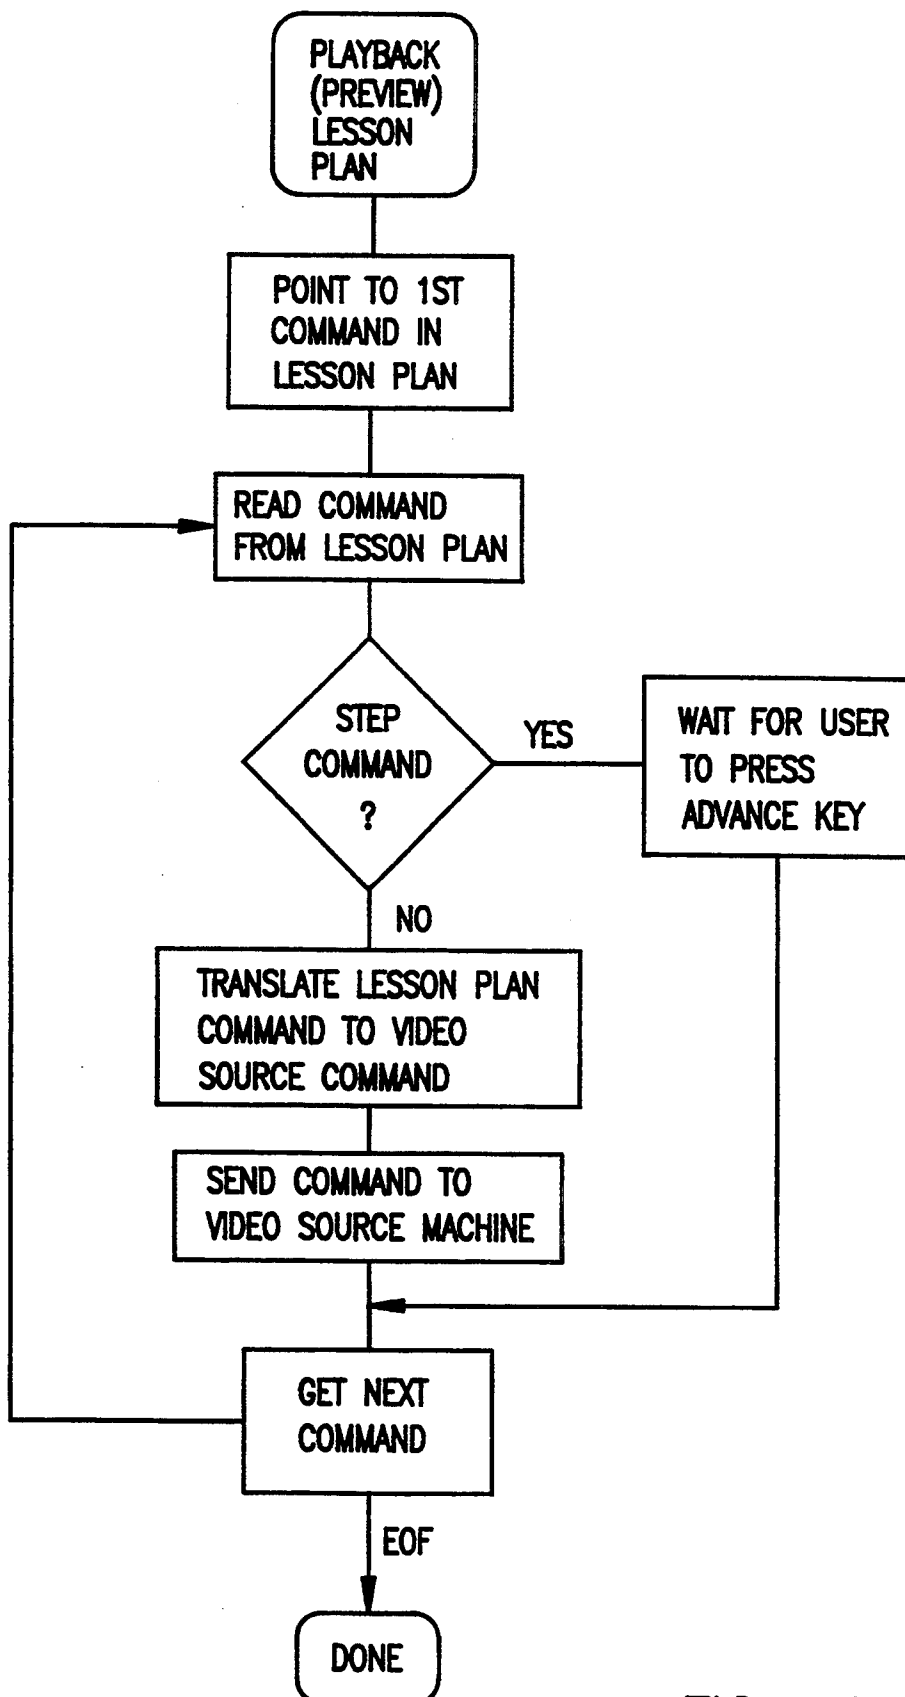 PLAYBACK
(PREVIEW)
LESSON
PLAN
POINT TO 1ST
COMMAND IN
LESSON PLAN
READ COMMAND
FROM LESSON PLAN
STEP
COMMAND
?
YES
WAIT FOR USER
TO PRESS
ADVANCE KEY
NO
TRANSLATE LESSON PLAN
COMMAND TO VIDEO
SOURCE COMMAND
SEND COMMAND TO
VIDEO SOURCE MACHINE
GET NEXT
COMMAND
EOF
DONE